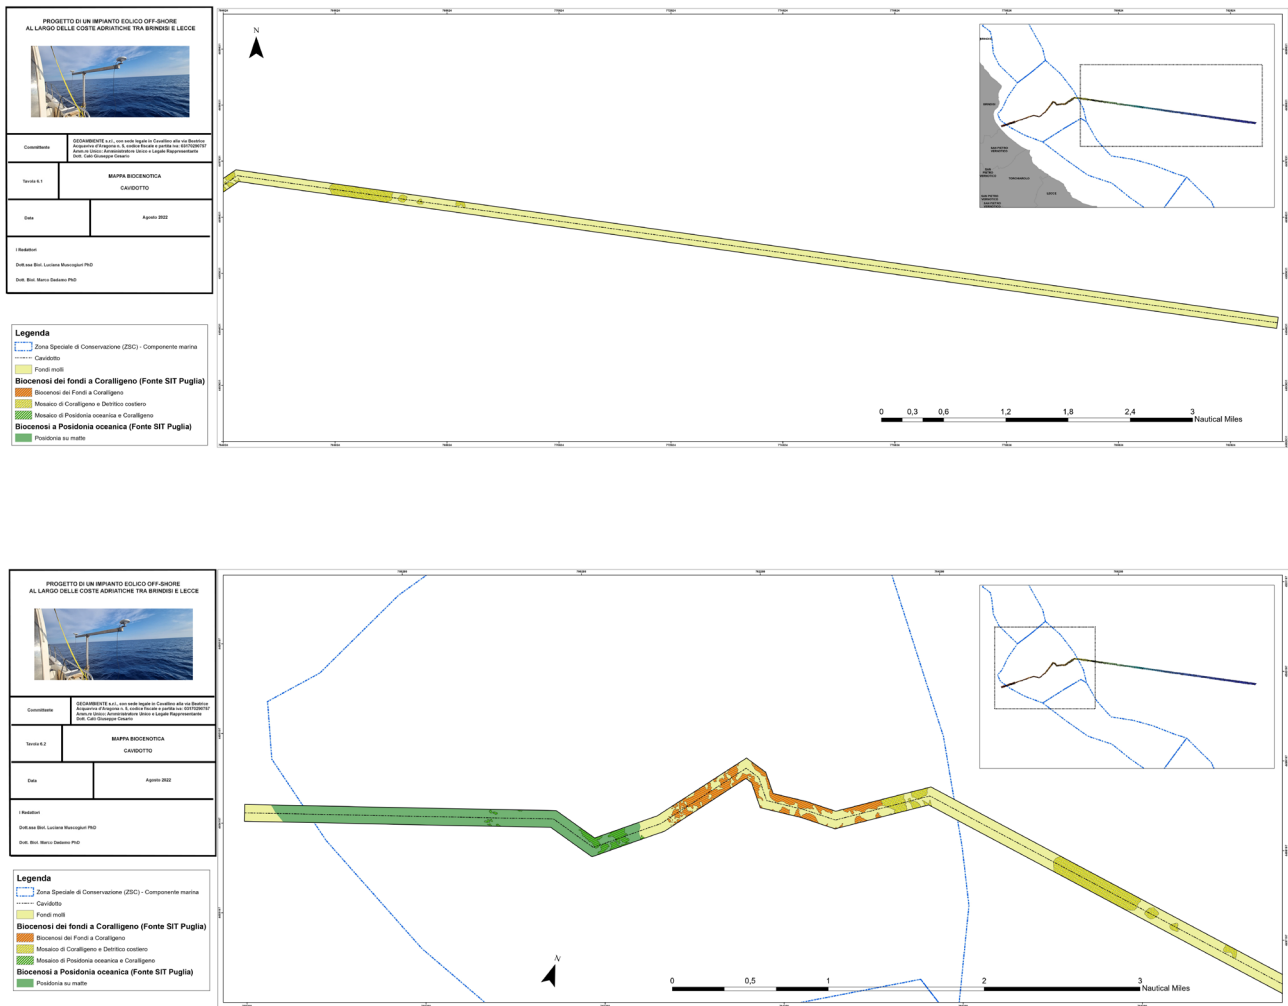 PROGETTO DI UN IMPIANTO EOLICO OFF-SHORE
AL LARGO DELLE COSTE ADRIATICHE TRA BRINDISI E LECCE
Committente
GEOAMBIENTE s.r.l., con sede legale in Cavallino alla via Beatrice
Acquaviva d'Aragona n. 5, codice fiscale e partita iva: 03170290757
Amm.re Unico: Amministratore Unico e Legale Rappresentante
Dott. Calò Giuseppe Cesario
Tavola 6.1
MAPPA BIOCENOTICA
CAVIDOTTO
Data
Agosto 2022
I Redattori
Dott.ssa Biol. Luciana Muscogiuri PhD
Dott. Biol. Marco Dadamo PhD
Legenda
Zona Speciale di Conservazione (ZSC) - Componente marina
Cavidotto
Fondi molli
Biocenosi dei fondi a Coralligeno (Fonte SIT Puglia)
Biocenosi dei Fondi a Coralligeno
Mosaico di Coralligeno e Detritico costiero
Mosaico di Posidonia oceanica e Coralligeno
Biocenosi a Posidonia oceanica (Fonte SIT Puglia)
Posidonia su matte
N
BRINDISI
SAN PIETRO
VERNOTICO
TORCHIAROLO
LECCE
0 0,3 0,6 1,2 1,8 2,4 3
Nautical Miles
PROGETTO DI UN IMPIANTO EOLICO OFF-SHORE
AL LARGO DELLE COSTE ADRIATICHE TRA BRINDISI E LECCE
Committente
GEOAMBIENTE s.r.l., con sede legale in Cavallino alla via Beatrice
Acquaviva d'Aragona n. 5, codice fiscale e partita iva: 03170290757
Amm.re Unico: Amministratore Unico e Legale Rappresentante
Dott. Calò Giuseppe Cesario
Tavola 6.2
MAPPA BIOCENOTICA
CAVIDOTTO
Data
Agosto 2022
I Redattori
Dott.ssa Biol. Luciana Muscogiuri PhD
Dott. Biol. Marco Dadamo PhD
Legenda
Zona Speciale di Conservazione (ZSC) - Componente marina
Cavidotto
Fondi molli
Biocenosi dei fondi a Coralligeno (Fonte SIT Puglia)
Biocenosi dei Fondi a Coralligeno
Mosaico di Coralligeno e Detritico costiero
Mosaico di Posidonia oceanica e Coralligeno
Biocenosi a Posidonia oceanica (Fonte SIT Puglia)
Posidonia su matte
N
0 0,5 1 2 3
Nautical Miles